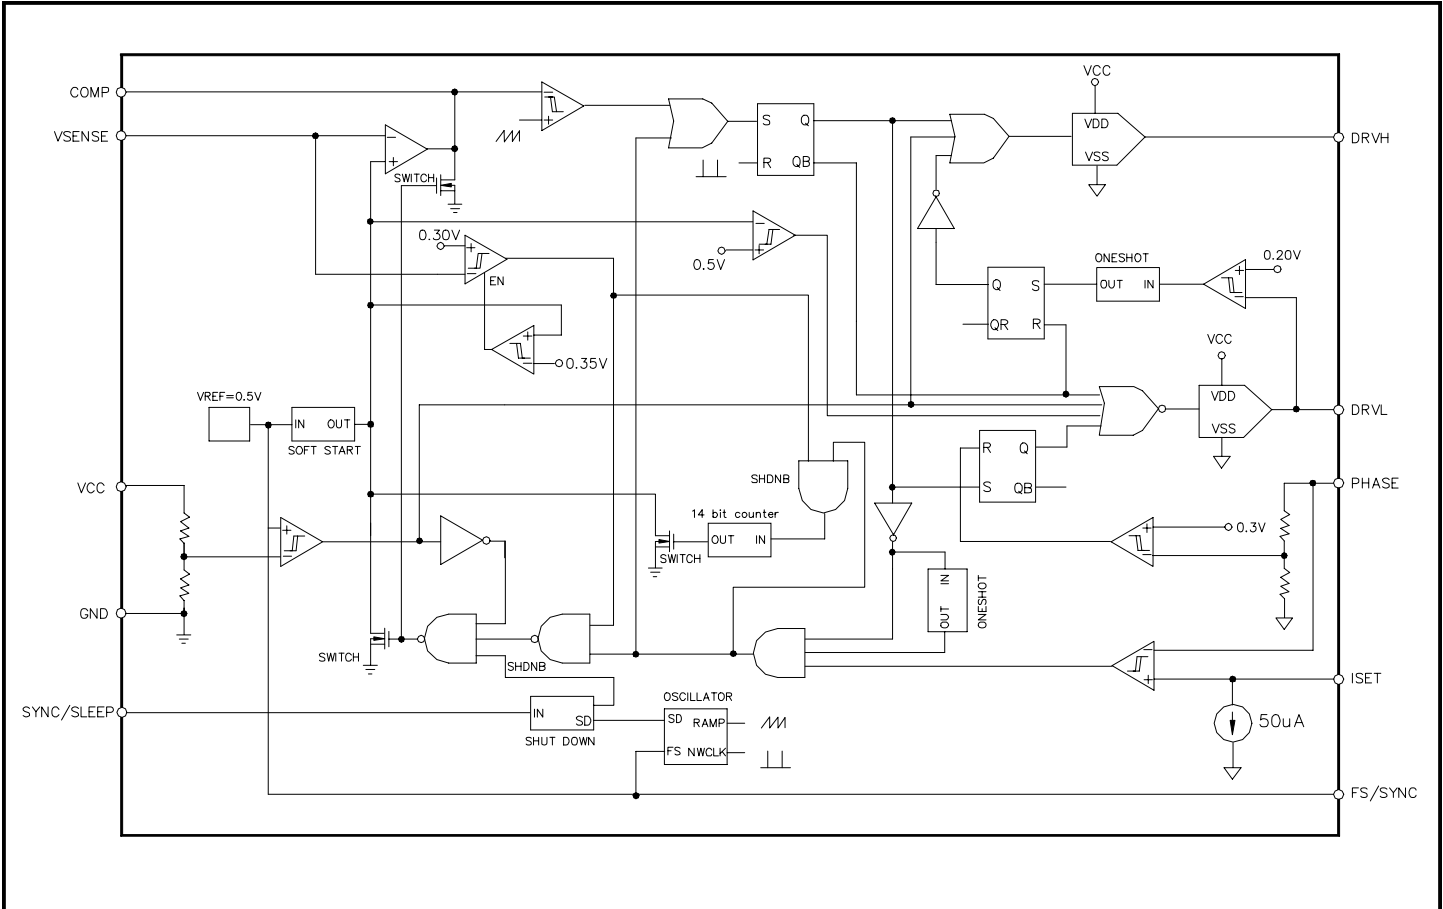 VCC
COMP
S
Q
VDD
VSENSE
DRVH
R
QB
VSS
SWITCH
0.30V
0.5V
ONESHOT
0.20V
EN
Q
S
OUT
IN
QR
R
VCC
0.35V
VREF=0.5V
VDD
IN
OUT
DRVL
SOFT START
VSS
R
Q
SHDNB
PHASE
VCC
S
QB
14 bit counter
0.3V
OUT
IN
SWITCH
IN
OUT
ONESHOT
GND
SWITCH
SHDNB
ISET
OSCILLATOR
SYNC/SLEEP
IN
SD
SD
RAMP
50uA
SHUT DOWN
FS
NWCLK
FS/SYNC